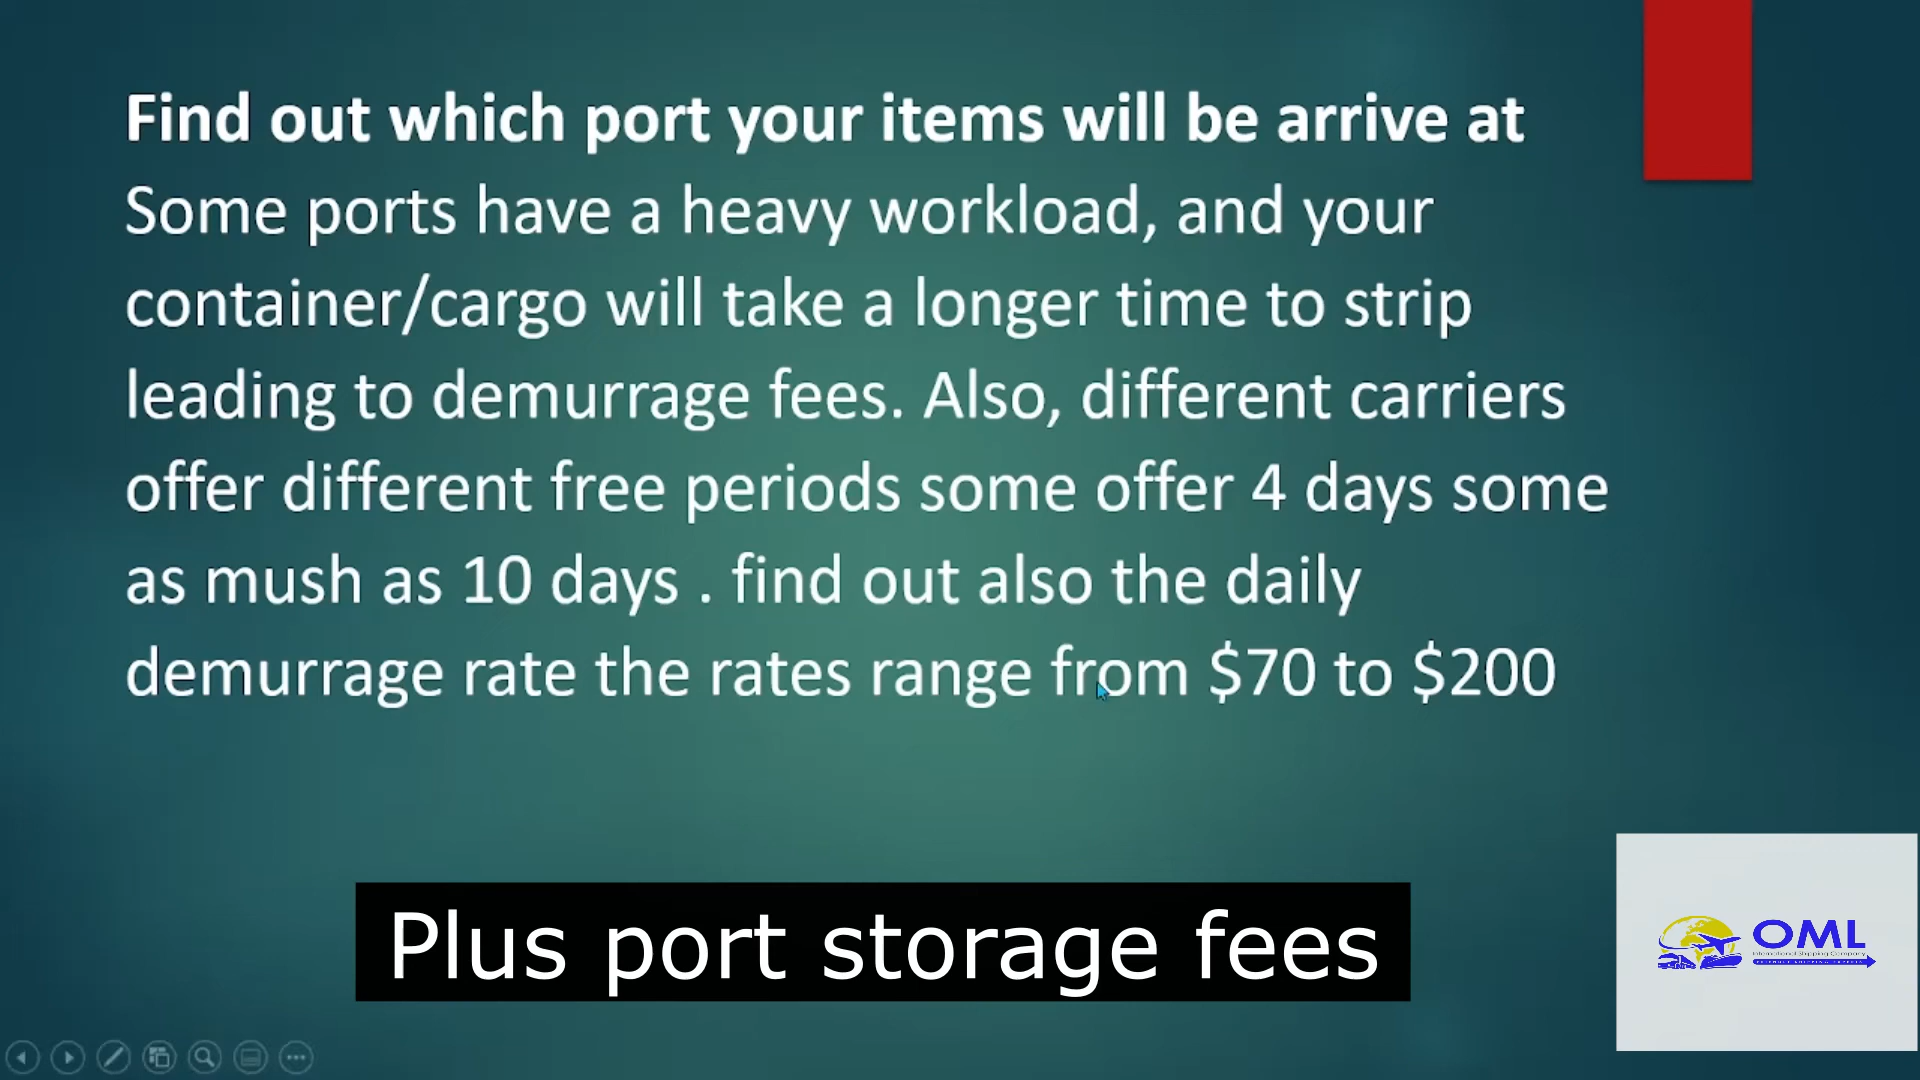 Find out which port your items will be arrive at
Some ports have a heavy workload, and your
container/cargo will take a longer time to strip
leading to demurrage fees. Also, different carriers
offer different free periods some offer 4 days some
as mush as 10 days . find out also the daily
demurrage rate the rates range from $70 to $200
Plus port storage fees
OML
International Shipping Company